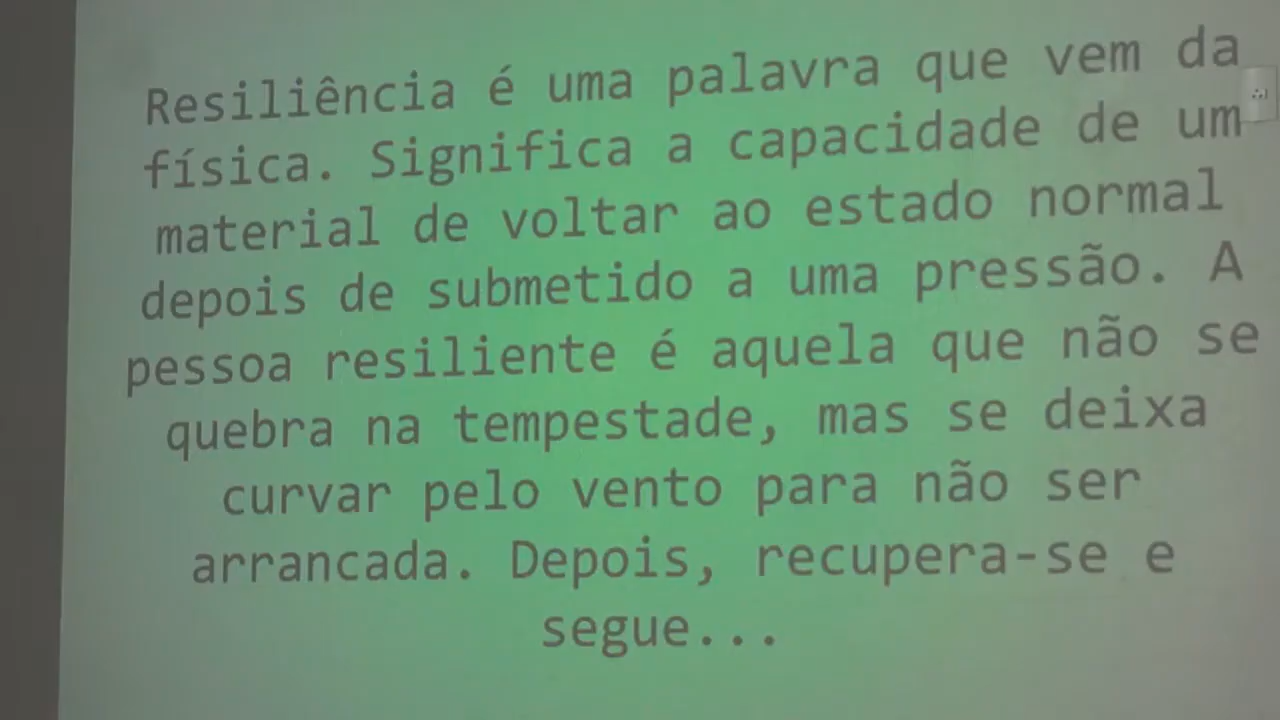 Resiliência é uma palavra que vem da
física. Significa a capacidade de um
material de voltar ao estado normal
depois de submetido a uma pressão. A
pessoa resiliente é aquela que não se
quebra na tempestade, mas se deixa
curvar pelo vento para não ser
arrancada. Depois, recupera-se e
segue...